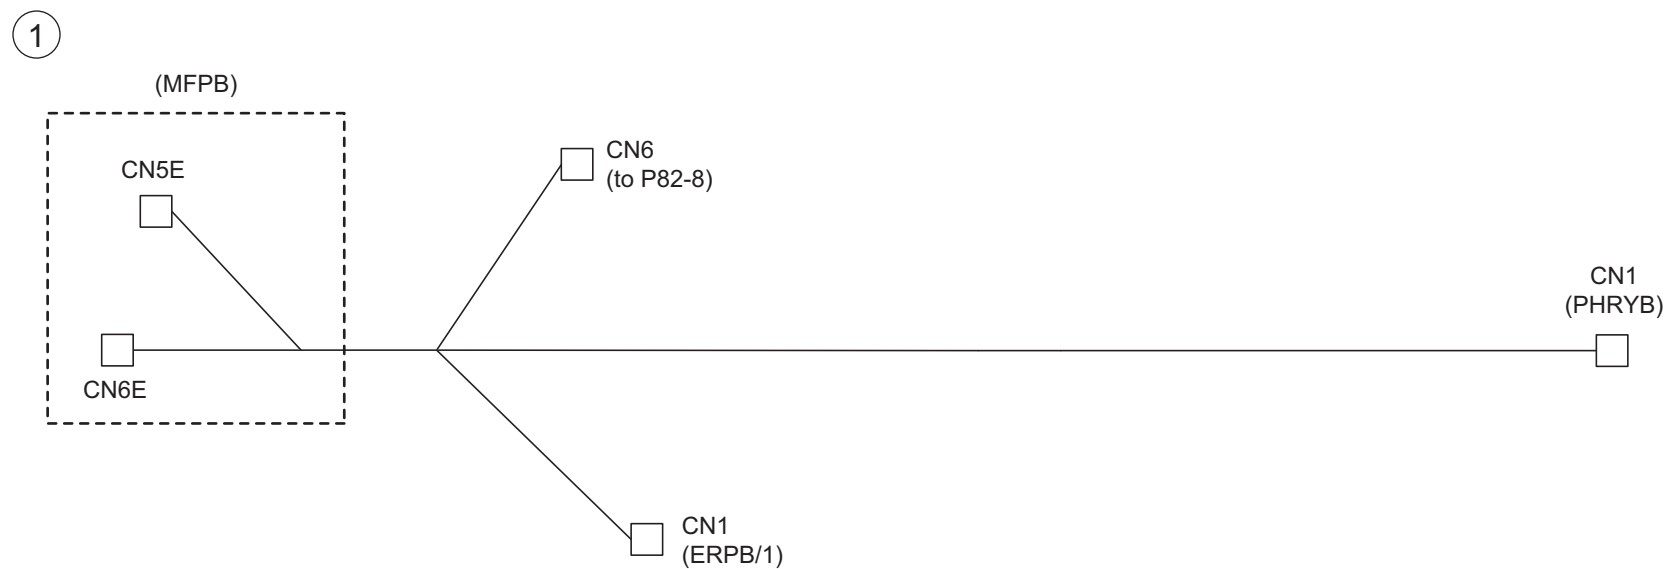 1
(MFPB)
CN5E
CN6E
CN6
(to P82-8)
CN1
(PHRYB)
CN1
(ERPB/1)